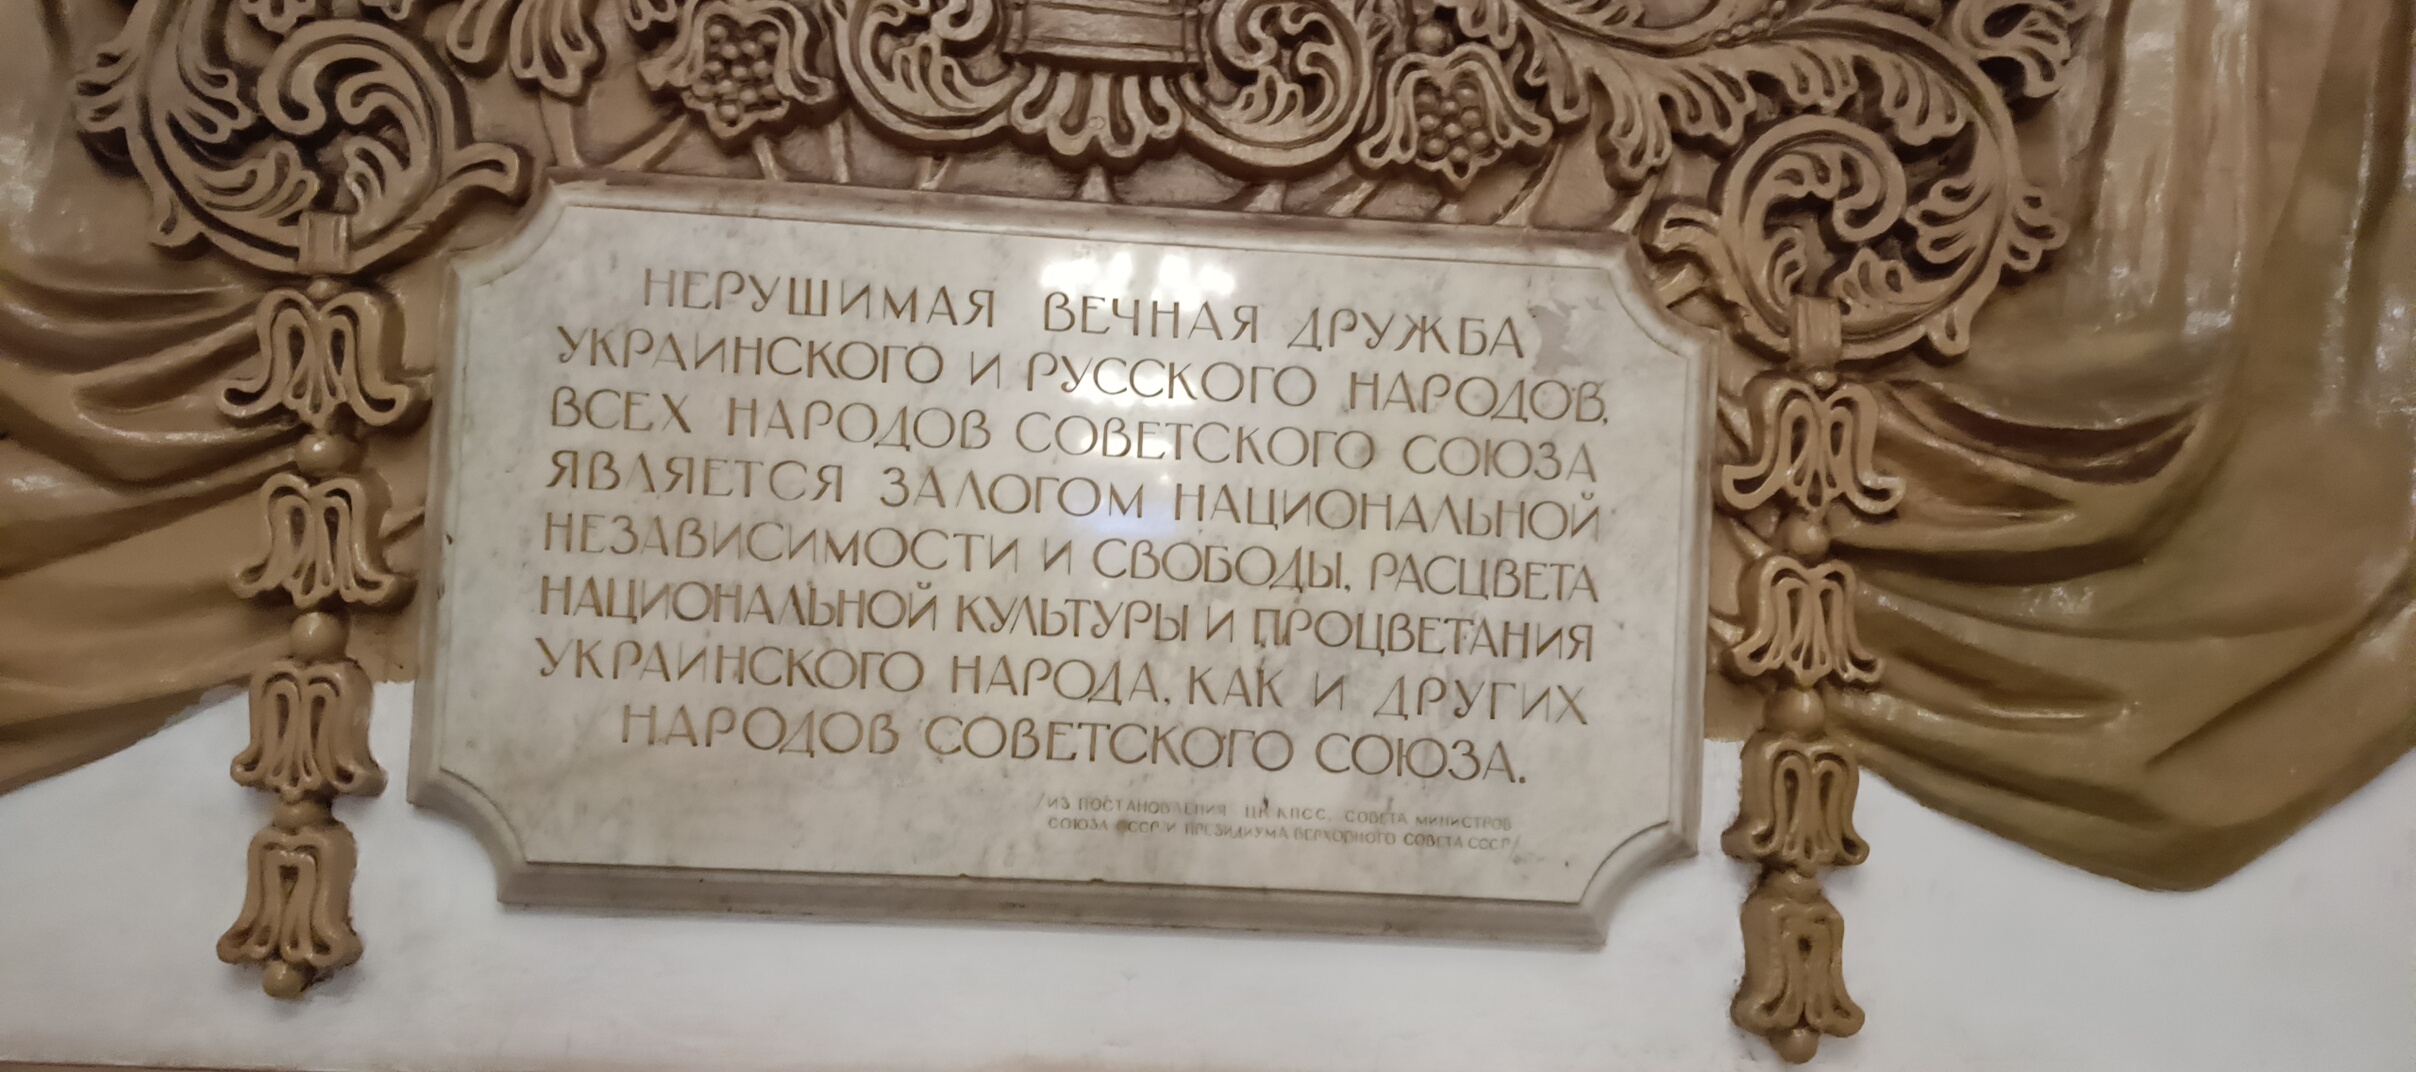 НЕРУШИМАЯ ВЕЧНАЯ ДРУЖБА
УКРАИНСКОГО И РУССКОГО НАРОДОВ,
ВСЕХ НАРОДОВ СОВЕТСКОГО СОЮЗА
ЯВЛЯЕТСЯ ЗАЛОГОМ НАЦИОНАЛЬНОЙ
НЕЗАВИСИМОСТИ И СВОБОДЫ, РАСЦВЕТА
НАЦИОНАЛЬНОЙ КУЛЬТУРЫ И ПРОЦВЕТАНИЯ
УКРАИНСКОГО НАРОДА, КАК И ДРУГИХ
НАРОДОВ СОВЕТСКОГО СОЮЗА.
/ИЗ ПОСТАНОВЛЕНИЯ ЦК КПСС, СОВЕТА МИНИСТРОВ
СОЮЗА ССР И ПРЕЗИДИУМА ВЕРХОВНОГО СОВЕТА СССР/